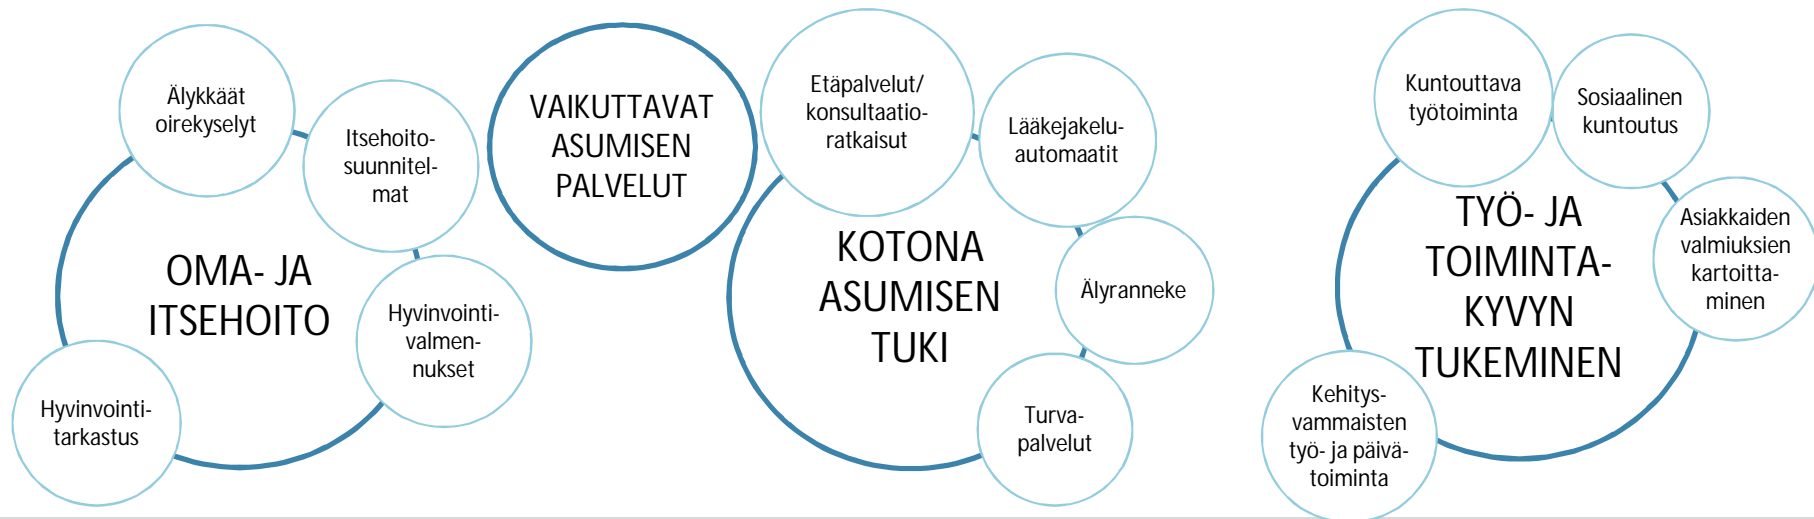 Älykkäät
oirekyselyt
Itsehoito-
suunnitel-
mat
OMA- JA
ITSEHOITO
Hyvinvointi-
valmen-
nukset
Hyvinvointi-
tarkastus
VAIKUTTAVAT
ASUMISEN
PALVELUT
Etäpalvelut/
konsultaatio-
ratkaisut
Lääkejakelu-
automaatit
KOTONA
ASUMISEN
TUKI
Älyranneke
Turva-
palvelut
Kuntouttava
työtoiminta
Sosiaalinen
kuntoutus
TYÖ- JA
TOIMINTA-
KYVYN
TUKEMINEN
Asiakkaiden
valmiuksien
kartoitta-
minen
Kehitys-
vammaisten
työ- ja päivä-
toiminta